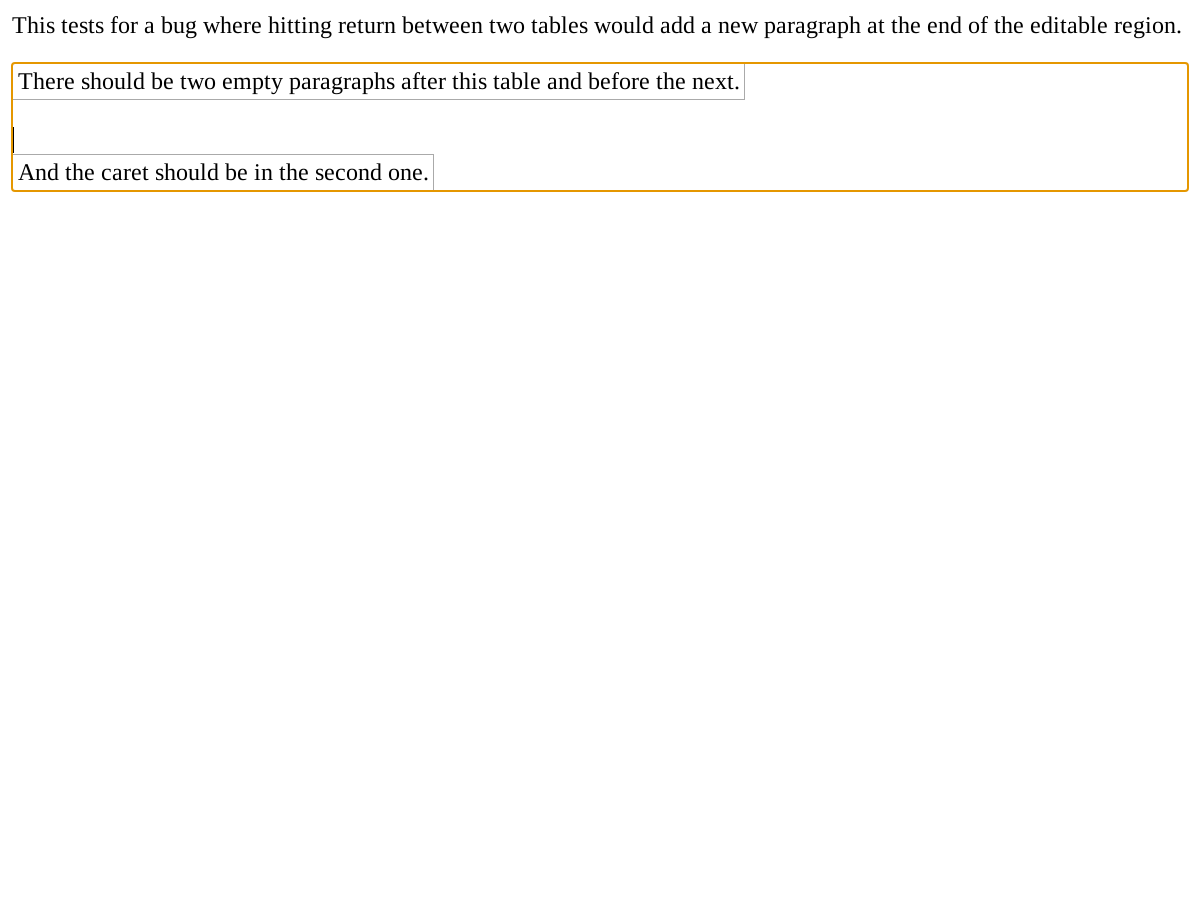 This tests for a bug where hitting return between two tables would add a new paragraph at the end of the editable region.
There should be two empty paragraphs after this table and before the next.
And the caret should be in the second one.